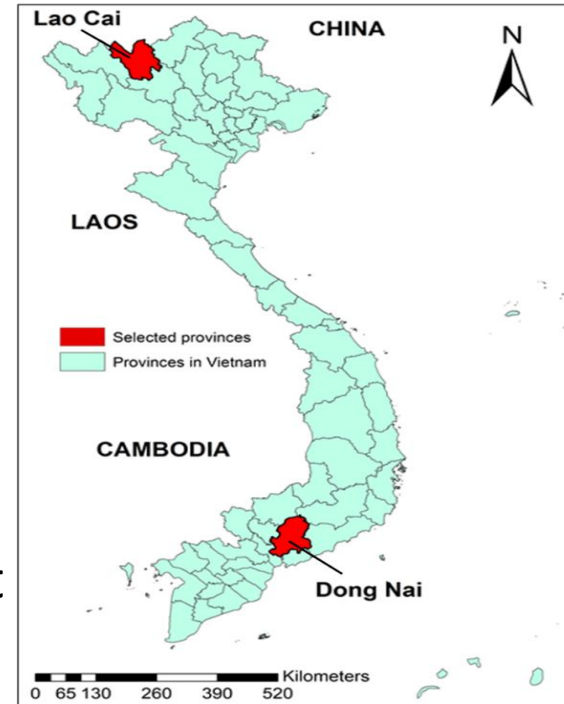 Lao Cai
CHINA
N
LAOS
Selected provinces
Provinces in Vietnam
CAMBODIA
Dong Nai
Kilometers
0 65 130 260 390 520